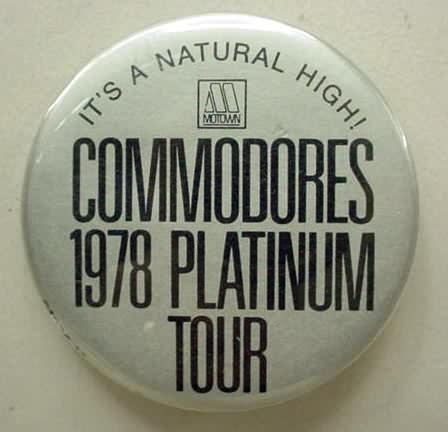 IT'S A NATURAL HIGH!
MOTOWN
COMMODORES
1978 PLATINUM
TOUR